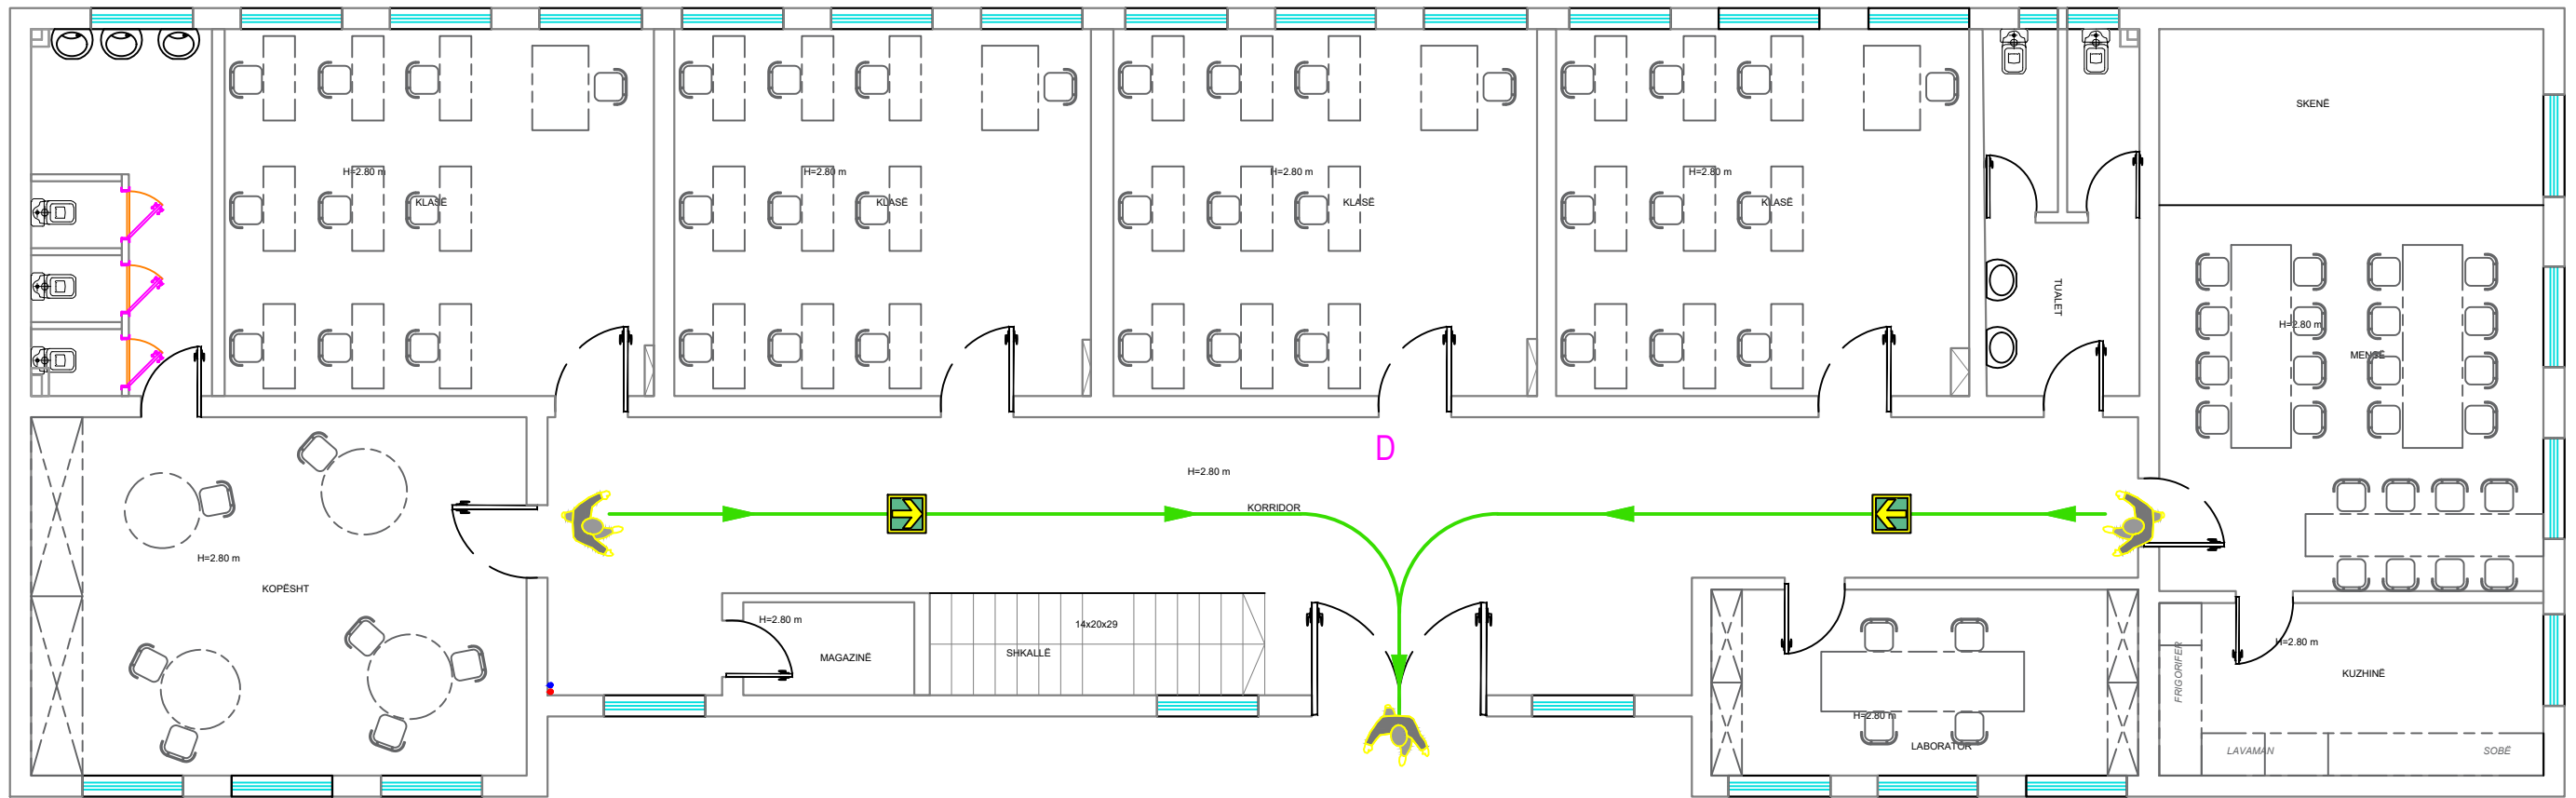 SKENË
H=2.80 m
H=2.80 m
H=2.80 m
H=2.80 m
KLASË
KLASË
KLASË
KLASË
TUALET
H=2.80 m
MENSË
D
H=2.80 m
KORRIDOR
H=2.80 m
KOPËSHT
H=2.80 m
MAGAZINË
14x20x29
SHKALLË
H=2.80 m
LABORATOR
H=2.80 m
KUZHINË
FRIGORIFER
LAVAMAN
SOBË